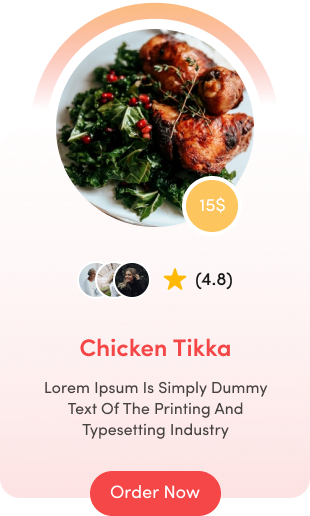 15$
(4.8)
Chicken Tikka
Lorem Ipsum Is Simply Dummy
Text Of The Printing And
Typesetting Industry
Order Now